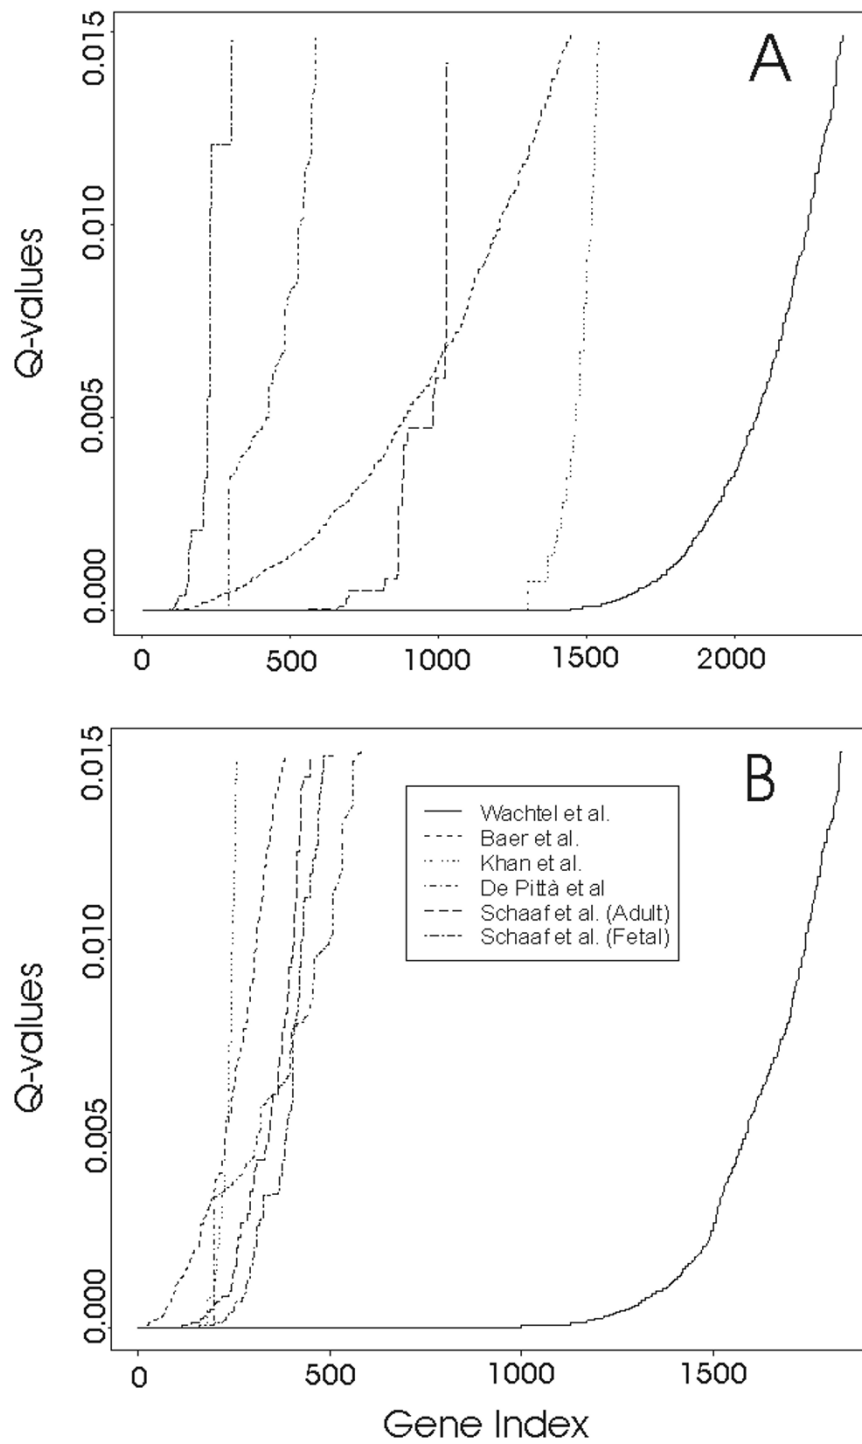 A
Q-values
0.015
0.010
0.005
0.000
0 500 1000 1500 2000
B
Q-values
0.015
0.010
0.005
0.000
Wachtel et al.
Baer et al.
Khan et al.
De Pittà et al
Schaaf et al. (Adult)
Schaaf et al. (Fetal)
0 500 1000 1500
Gene Index